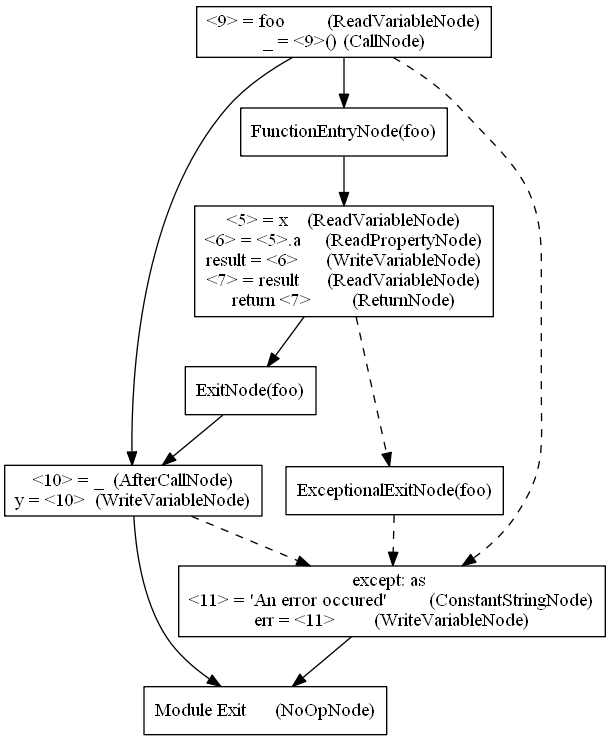 <9> = foo (ReadVariableNode)
_ = <9>() (CallNode)
FunctionEntryNode(foo)
<5> = x (ReadVariableNode)
<6> = <5>.a (ReadPropertyNode)
result = <6> (WriteVariableNode)
<7> = result (ReadVariableNode)
return <7> (ReturnNode)
ExitNode(foo)
<10> = _ (AfterCallNode)
y = <10> (WriteVariableNode)
ExceptionalExitNode(foo)
except: as
<11> = 'An error occured' (ConstantStringNode)
err = <11> (WriteVariableNode)
Module Exit (NoOpNode)